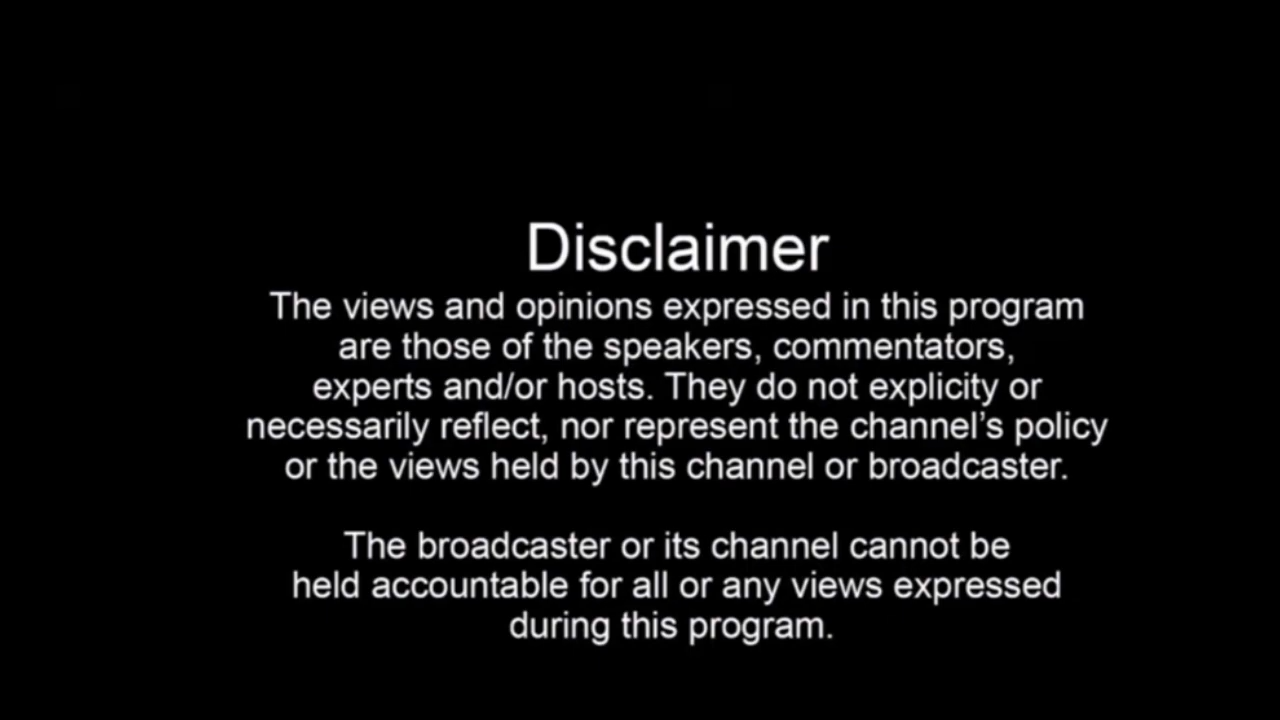 Disclaimer
The views and opinions expressed in this program
are those of the speakers, commentators,
experts and/or hosts. They do not explicity or
necessarily reflect, nor represent the channel’s policy
or the views held by this channel or broadcaster.
The broadcaster or its channel cannot be
held accountable for all or any views expressed
during this program.